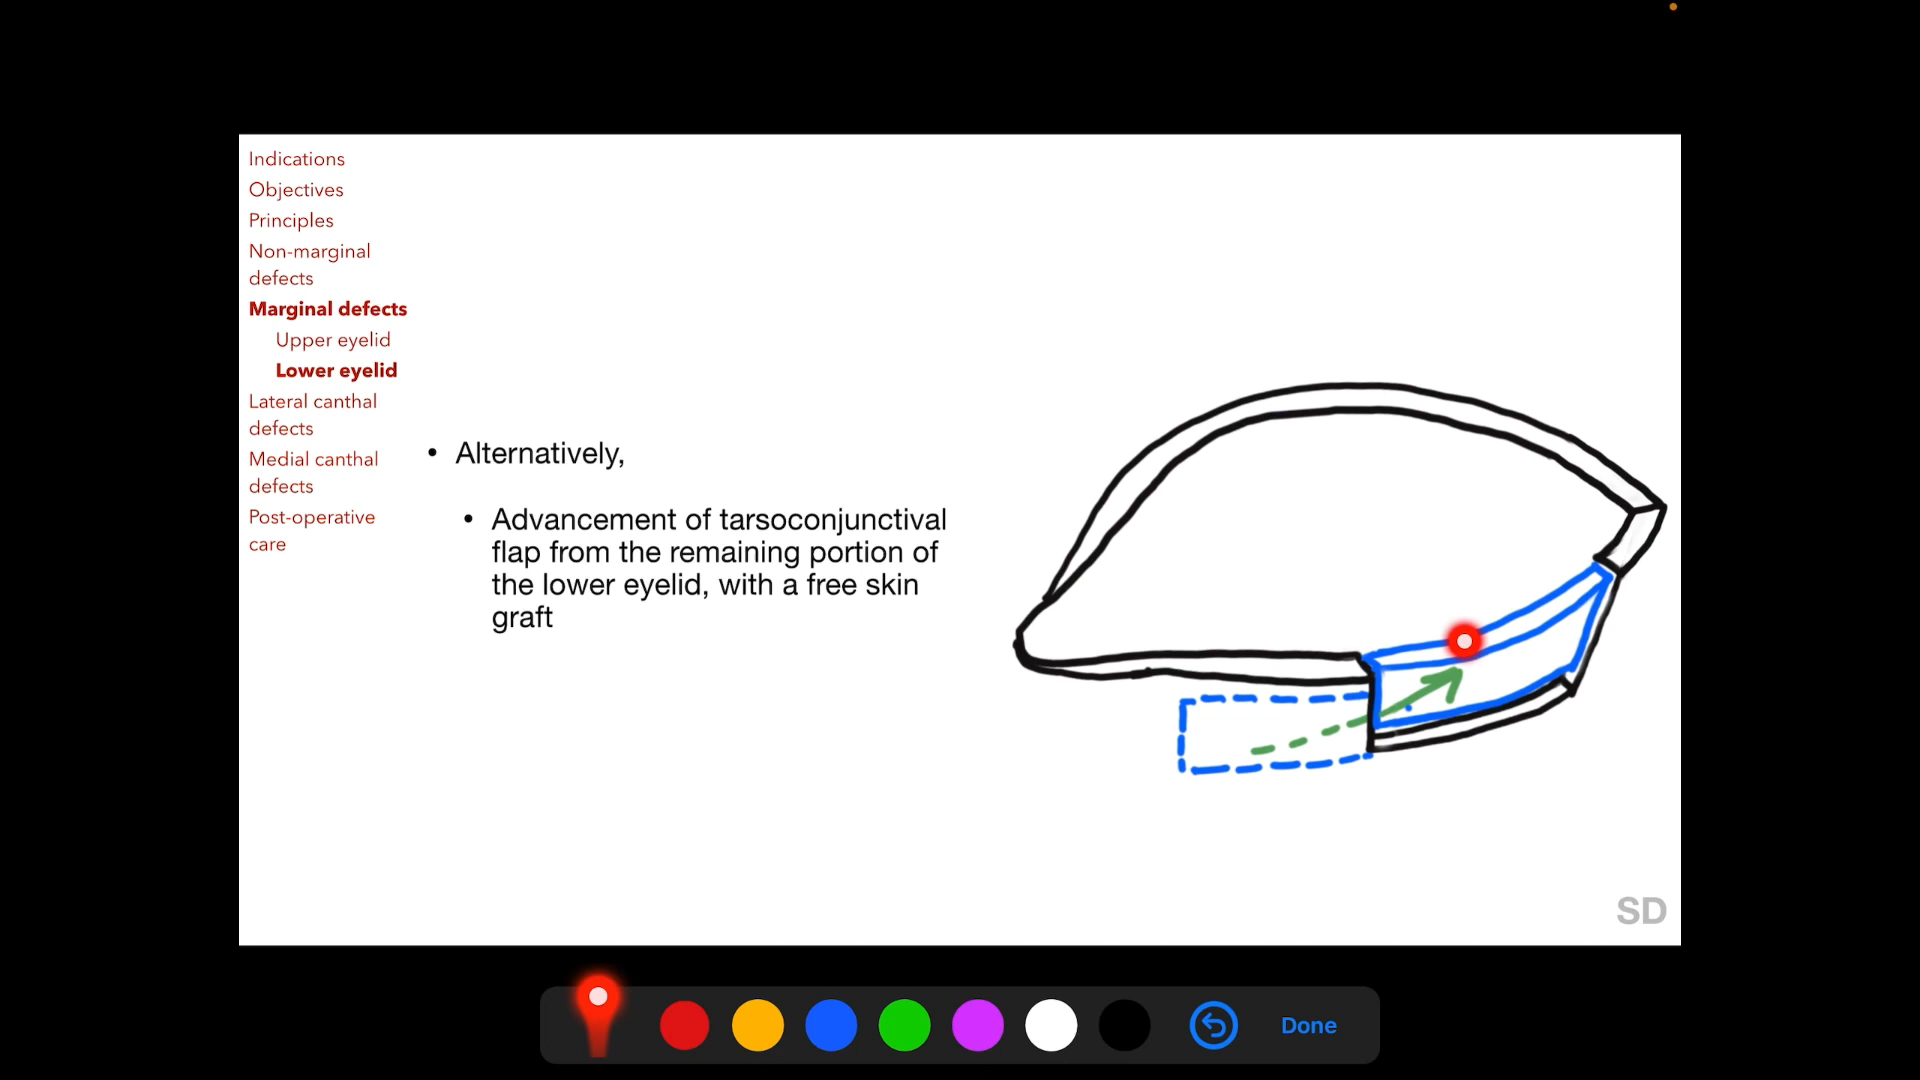 Indications
Objectives
Principles
Non-marginal
defects
Marginal defects
Upper eyelid
Lower eyelid
Lateral canthal
defects
Medial canthal
defects
Post-operative
care
• Alternatively,
• Advancement of tarsoconjunctival
flap from the remaining portion of
the lower eyelid, with a free skin
graft
SD
Done